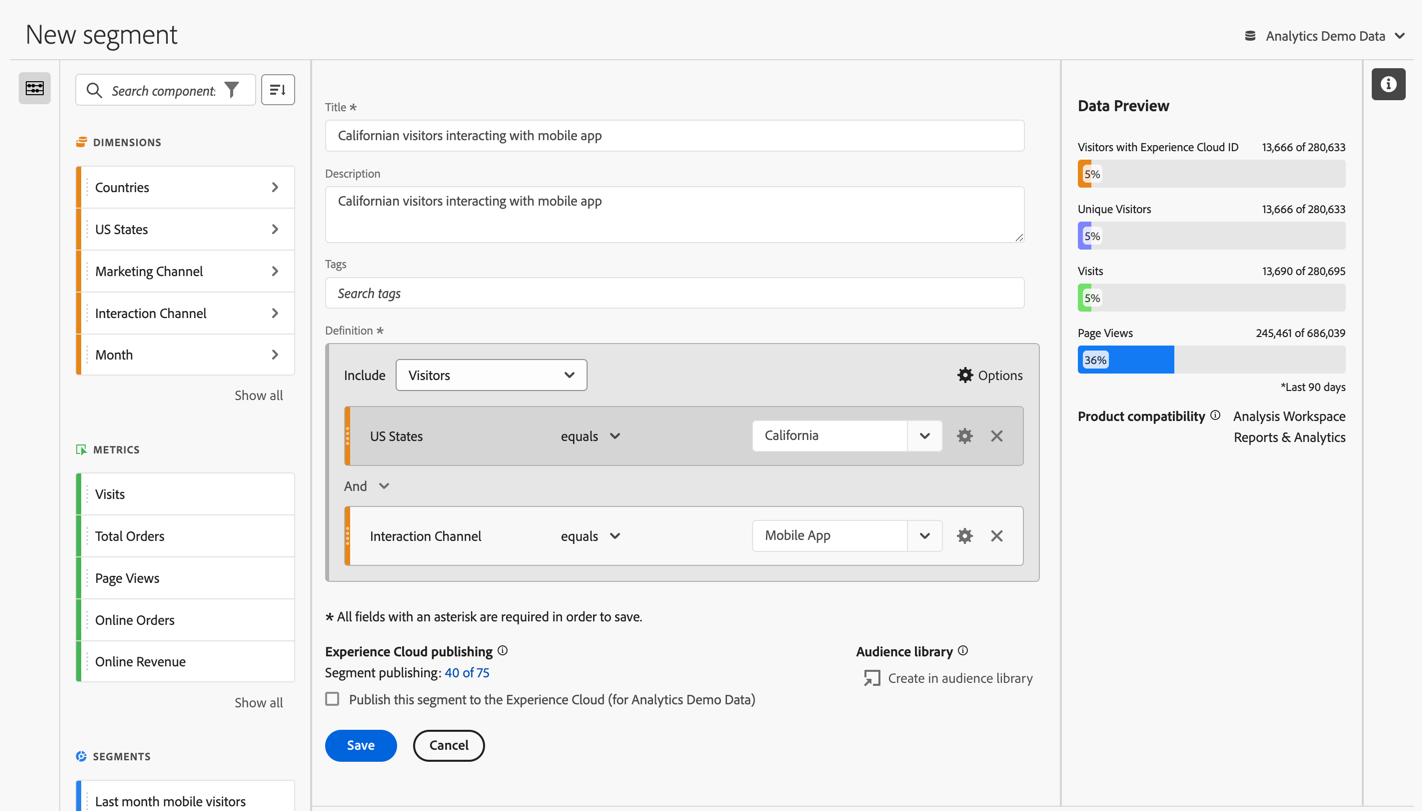 New segment
Analytics Demo Data
Search component
DIMENSIONS
Countries
US States
Marketing Channel
Interaction Channel
Month
Show all
METRICS
Visits
Total Orders
Page Views
Online Orders
Online Revenue
Show all
SEGMENTS
Last month mobile visitors
Title *
Californian visitors interacting with mobile app
Description
Californian visitors interacting with mobile app
Tags
Search tags
Definition *
Include Visitors Options
US States equals California
And
Interaction Channel equals Mobile App
* All fields with an asterisk are required in order to save.
Experience Cloud publishing
Segment publishing: 40 of 75
Publish this segment to the Experience Cloud (for Analytics Demo Data)
Audience library
Create in audience library
Save Cancel
Data Preview
Visitors with Experience Cloud ID 13,666 of 280,633
5%
Unique Visitors 13,666 of 280,633
5%
Visits 13,690 of 280,695
5%
Page Views 245,461 of 686,039
36%
*Last 90 days
Product compatibility Analysis Workspace
Reports & Analytics